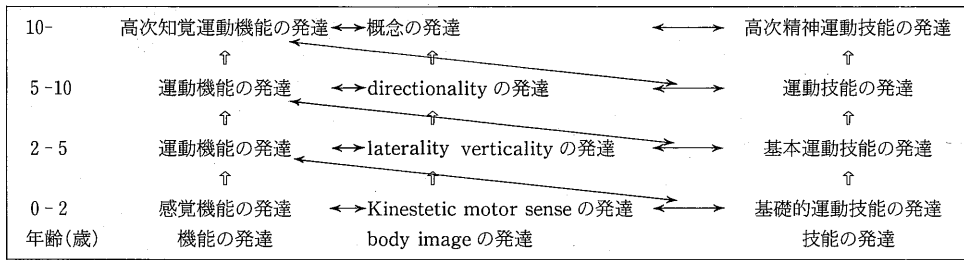 10- 高次知覚運動機能の発達 ↔ 概念の発達 ↔ 高次精神運動技能の発達
⇧ ⇧ ⇧
5-10 運動機能の発達 ↔ directionality の発達 ↔ 運動技能の発達
⇧ ⇧ ⇧
2-5 運動機能の発達 ↔ laterality verticality の発達 ↔ 基本運動技能の発達
⇧ ⇧ ⇧
0-2 感覚機能の発達 ↔ Kinestetic motor sense の発達 ↔ 基礎的運動技能の発達
年齢(歳) 機能の発達 body image の発達 技能の発達